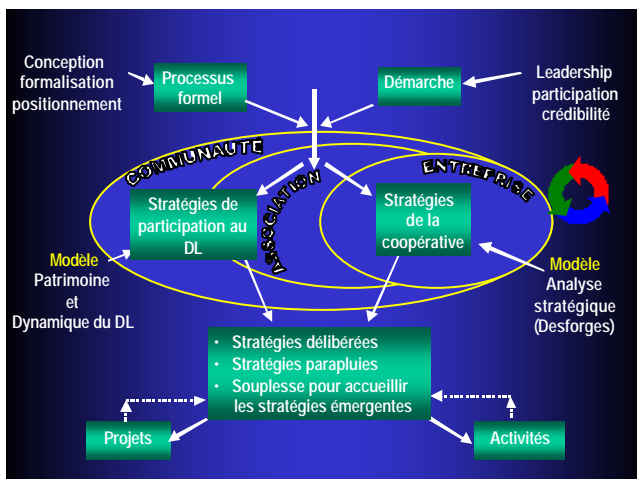 Conception
formalisation
positionnement
Processus
formel
Démarche
Leadership
participation
crédibilité
COMMUNAUTE
ASSOCIATION
ENTREPRISE
Stratégies de
participation au
DL
Stratégies
de la
coopérative
Modèle
Patrimoine
et
Dynamique du DL
Modèle
Analyse
stratégique
(Desforges)
• Stratégies délibérées
• Stratégies parapluies
• Souplesse pour accueillir
les stratégies émergentes
Projets
Activités